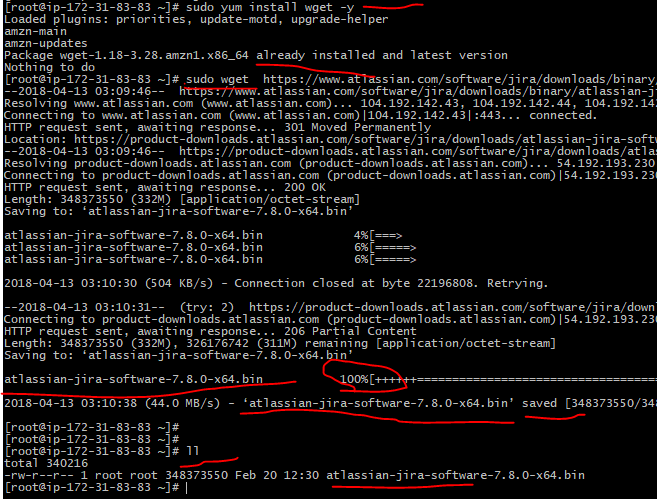 [root@ip-172-31-83-83 ~]# sudo yum install wget -y
Loaded plugins: priorities, update-motd, upgrade-helper
amzn-main
amzn-updates
Package wget-1.18-3.28.amzn1.x86_64 already installed and latest version
Nothing to do
[root@ip-172-31-83-83 ~]# sudo wget  https://www.atlassian.com/software/jira/downloads/binary/
--2018-04-13 03:09:46--  https://www.atlassian.com/software/jira/downloads/binary/atlassian-j
Resolving www.atlassian.com (www.atlassian.com)... 104.192.142.43, 104.192.142.44, 104.192.142
Connecting to www.atlassian.com (www.atlassian.com)|104.192.142.43|:443... connected.
HTTP request sent, awaiting response... 301 Moved Permanently
Location: https://product-downloads.atlassian.com/software/jira/downloads/atlassian-jira-soft
--2018-04-13 03:09:46--  https://product-downloads.atlassian.com/software/jira/downloads/atla
Resolving product-downloads.atlassian.com (product-downloads.atlassian.com)... 54.192.193.230
Connecting to product-downloads.atlassian.com (product-downloads.atlassian.com)|54.192.193.230
HTTP request sent, awaiting response... 200 OK
Length: 348373550 (332M) [application/octet-stream]
Saving to: ‘atlassian-jira-software-7.8.0-x64.bin’
atlassian-jira-software-7.8.0-x64.bin 4%[===>
atlassian-jira-software-7.8.0-x64.bin 6%[=====>
atlassian-jira-software-7.8.0-x64.bin 6%[=====>
2018-04-13 03:10:30 (504 KB/s) - Connection closed at byte 22196808. Retrying.
--2018-04-13 03:10:31--  (try: 2)  https://product-downloads.atlassian.com/software/jira/down
Connecting to product-downloads.atlassian.com (product-downloads.atlassian.com)|54.192.193.230
HTTP request sent, awaiting response... 206 Partial Content
Length: 348373550 (332M), 326176742 (311M) remaining [application/octet-stream]
Saving to: ‘atlassian-jira-software-7.8.0-x64.bin’
atlassian-jira-software-7.8.0-x64.bin 100%[++++++=====================================
2018-04-13 03:10:38 (44.0 MB/s) - ‘atlassian-jira-software-7.8.0-x64.bin’ saved [348373550/348
[root@ip-172-31-83-83 ~]#
[root@ip-172-31-83-83 ~]#
[root@ip-172-31-83-83 ~]# ll
total 340216
-rw-r--r-- 1 root root 348373550 Feb 20 12:30 atlassian-jira-software-7.8.0-x64.bin
[root@ip-172-31-83-83 ~]#